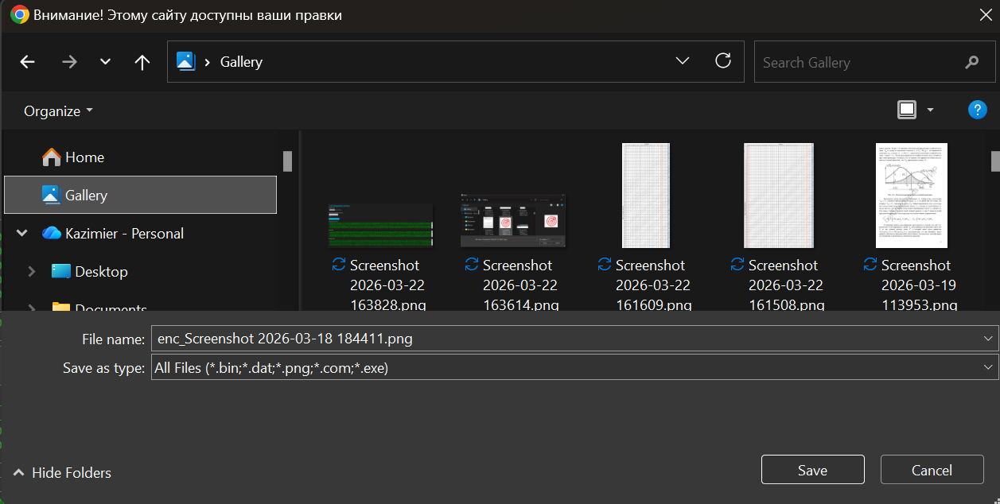 Внимание! Этому сайту доступны ваши правки
Gallery
Search Gallery
Organize
Home
Gallery
Kazimier - Personal
Desktop
Documents
Screenshot
2026-03-22
163828.png
Screenshot
2026-03-22
163614.png
Screenshot
2026-03-22
161609.png
Screenshot
2026-03-22
161508.png
Screenshot
2026-03-19
113953.png
File name: enc_Screenshot 2026-03-18 184411.png
Save as type: All Files (*.bin;*.dat;*.png;*.com;*.exe)
Hide Folders
Save
Cancel